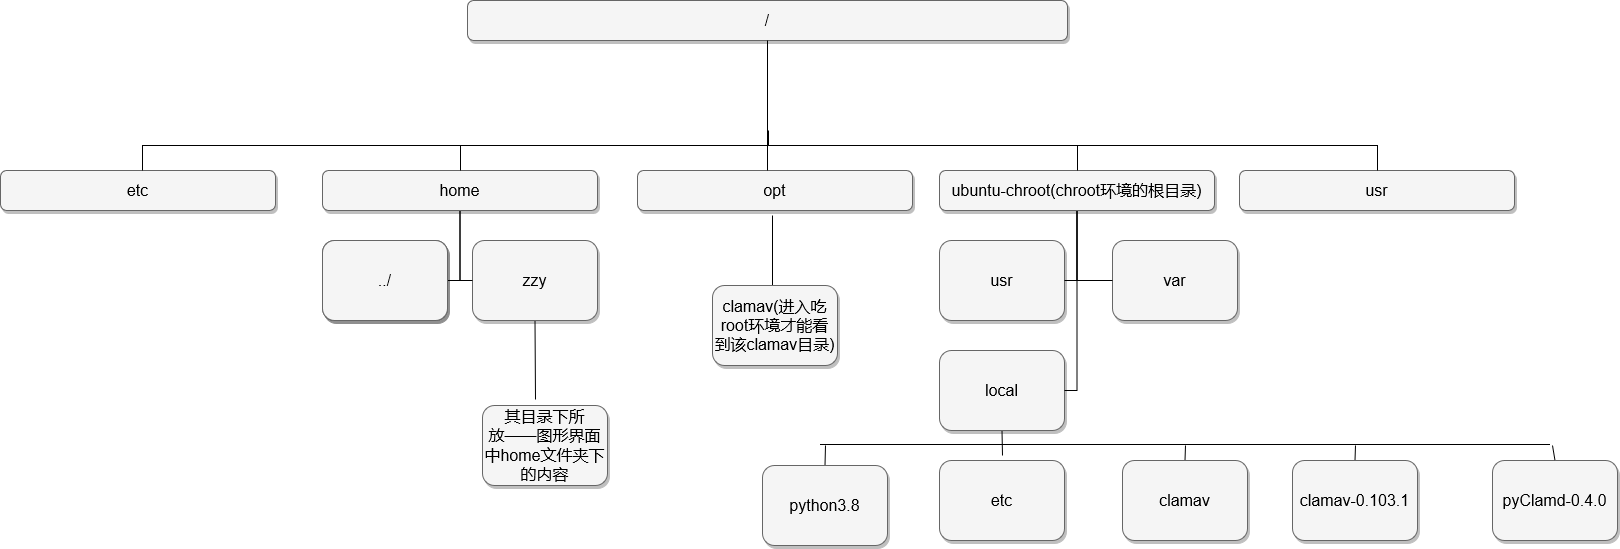 /
etc
home
opt
ubuntu-chroot(chroot环境的根目录)
usr
../
zzy
usr
var
clamav(进入吃
root环境才能看
到该clamav目录)
local
其目录下所
放——图形界面
中home文件夹下
的内容
python3.8
etc
clamav
clamav-0.103.1
pyClamd-0.4.0